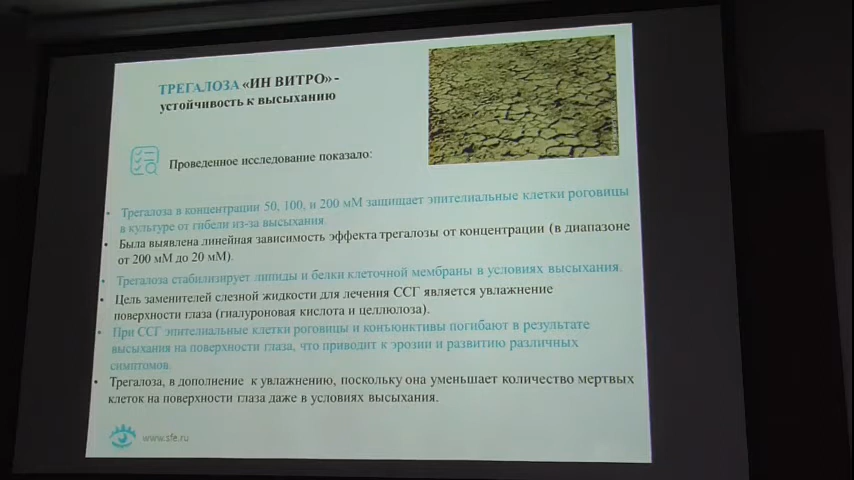 ТРЕГАЛОЗА «ИН ВИТРО» -
устойчивость к высыханию
Проведенное исследование показало:
• Трегалоза в концентрации 50, 100, и 200 мМ защищает эпителиальные клетки роговицы
в культуре от гибели из-за высыхания.
• Была выявлена линейная зависимость эффекта трегалозы от концентрации (в диапазоне
от 200 мМ до 20 мМ).
• Трегалоза стабилизирует липиды и белки клеточной мембраны в условиях высыхания.
• Цель заменителей слезной жидкости для лечения ССГ является увлажнение
поверхности глаза (гиалуроновая кислота и целлюлоза).
• При ССГ эпителиальные клетки роговицы и конъюнктивы погибают в результате
высыхания на поверхности глаза, что приводит к эрозии и развитию различных
симптомов.
• Трегалоза, в дополнение к увлажнению, поскольку она уменьшает количество мертвых
клеток на поверхности глаза даже в условиях высыхания.
www.sfe.ru